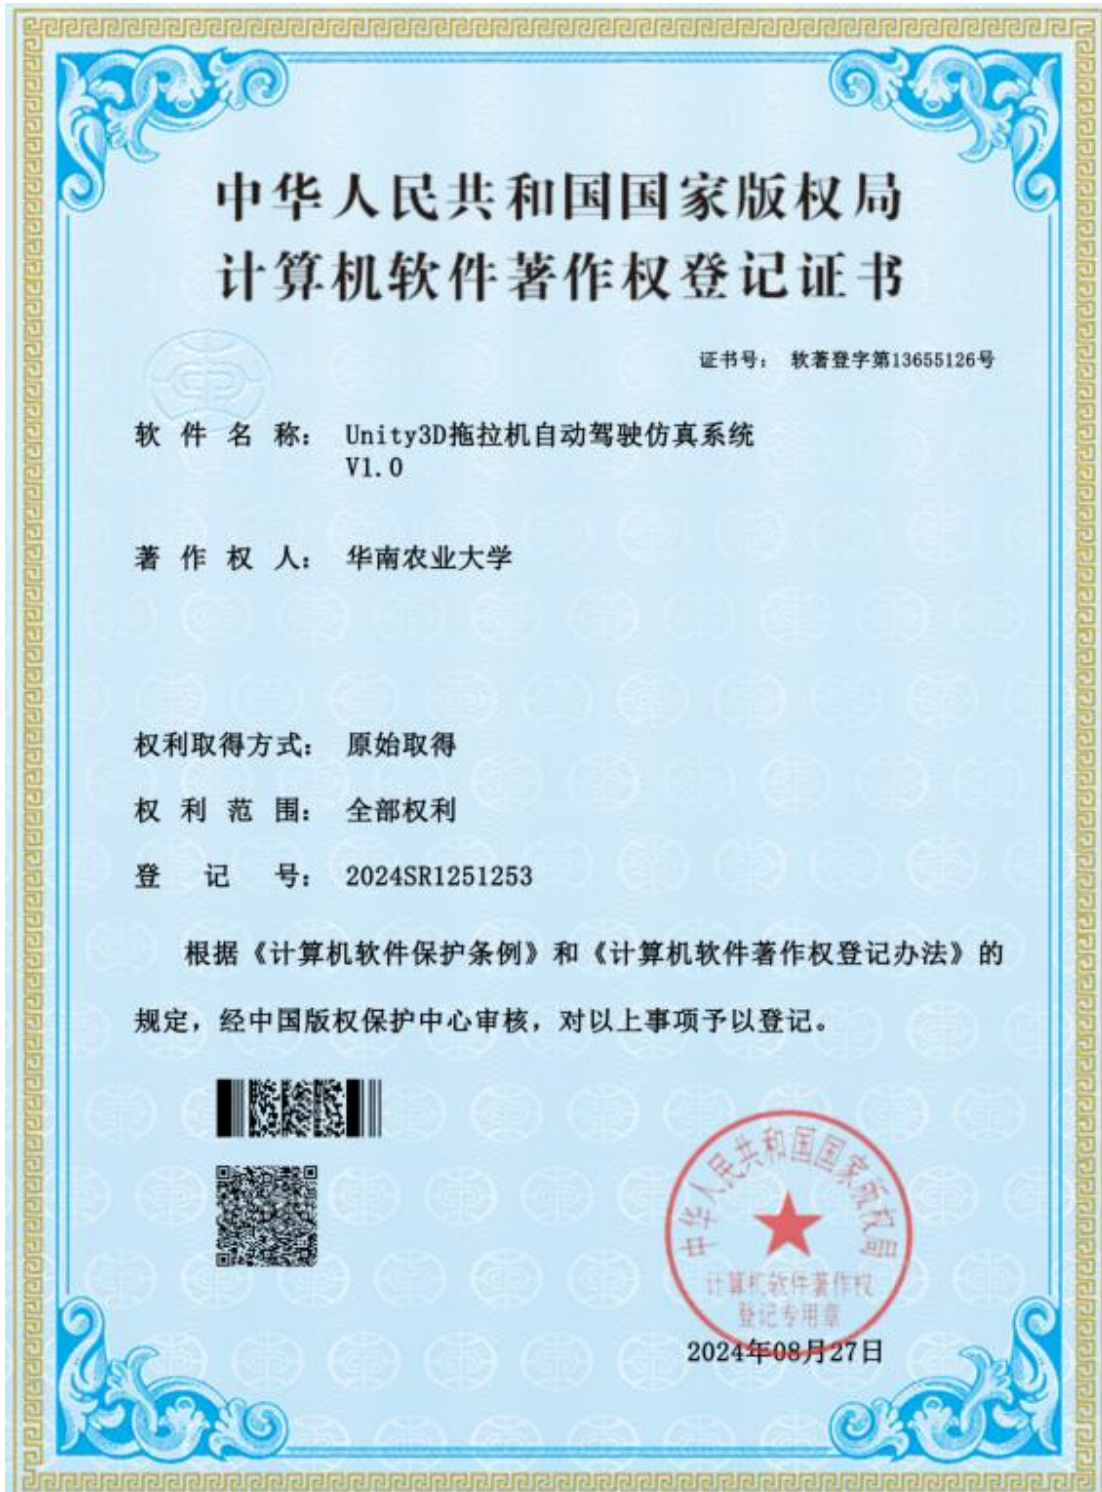 中华人民共和国国家版权局
计算机软件著作权登记证书
证书号： 软著登字第13655126号
软件名称： Unity3D拖拉机自动驾驶仿真系统
V1.0
著作权人： 华南农业大学
权利取得方式： 原始取得
权利范围： 全部权利
登记号： 2024SR1251253
根据《计算机软件保护条例》和《计算机软件著作权登记办法》的
规定，经中国版权保护中心审核，对以上事项予以登记。
中华人民共和国国家版权局
计算机软件著作权
登记专用章
2024年08月27日